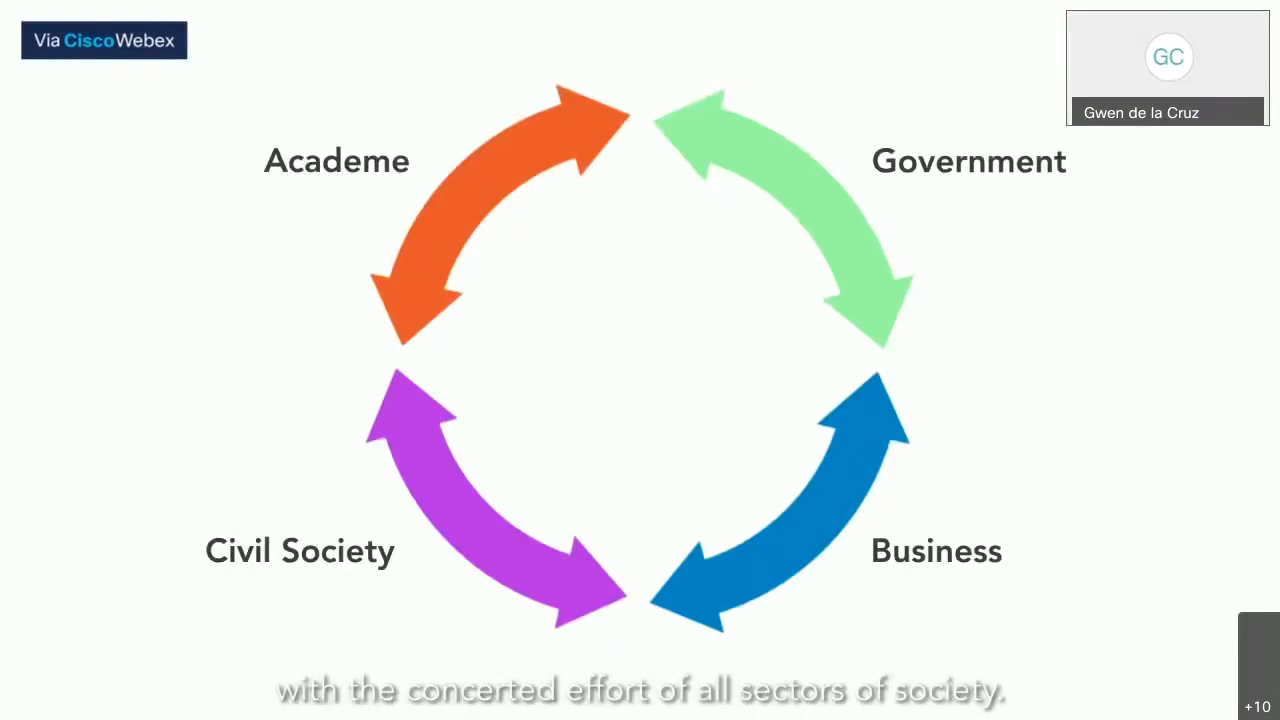 Via CiscoWebex
GC
Gwen de la Cruz
Academe
Government
Civil Society
Business
with the concerted effort of all sectors of society.
+10